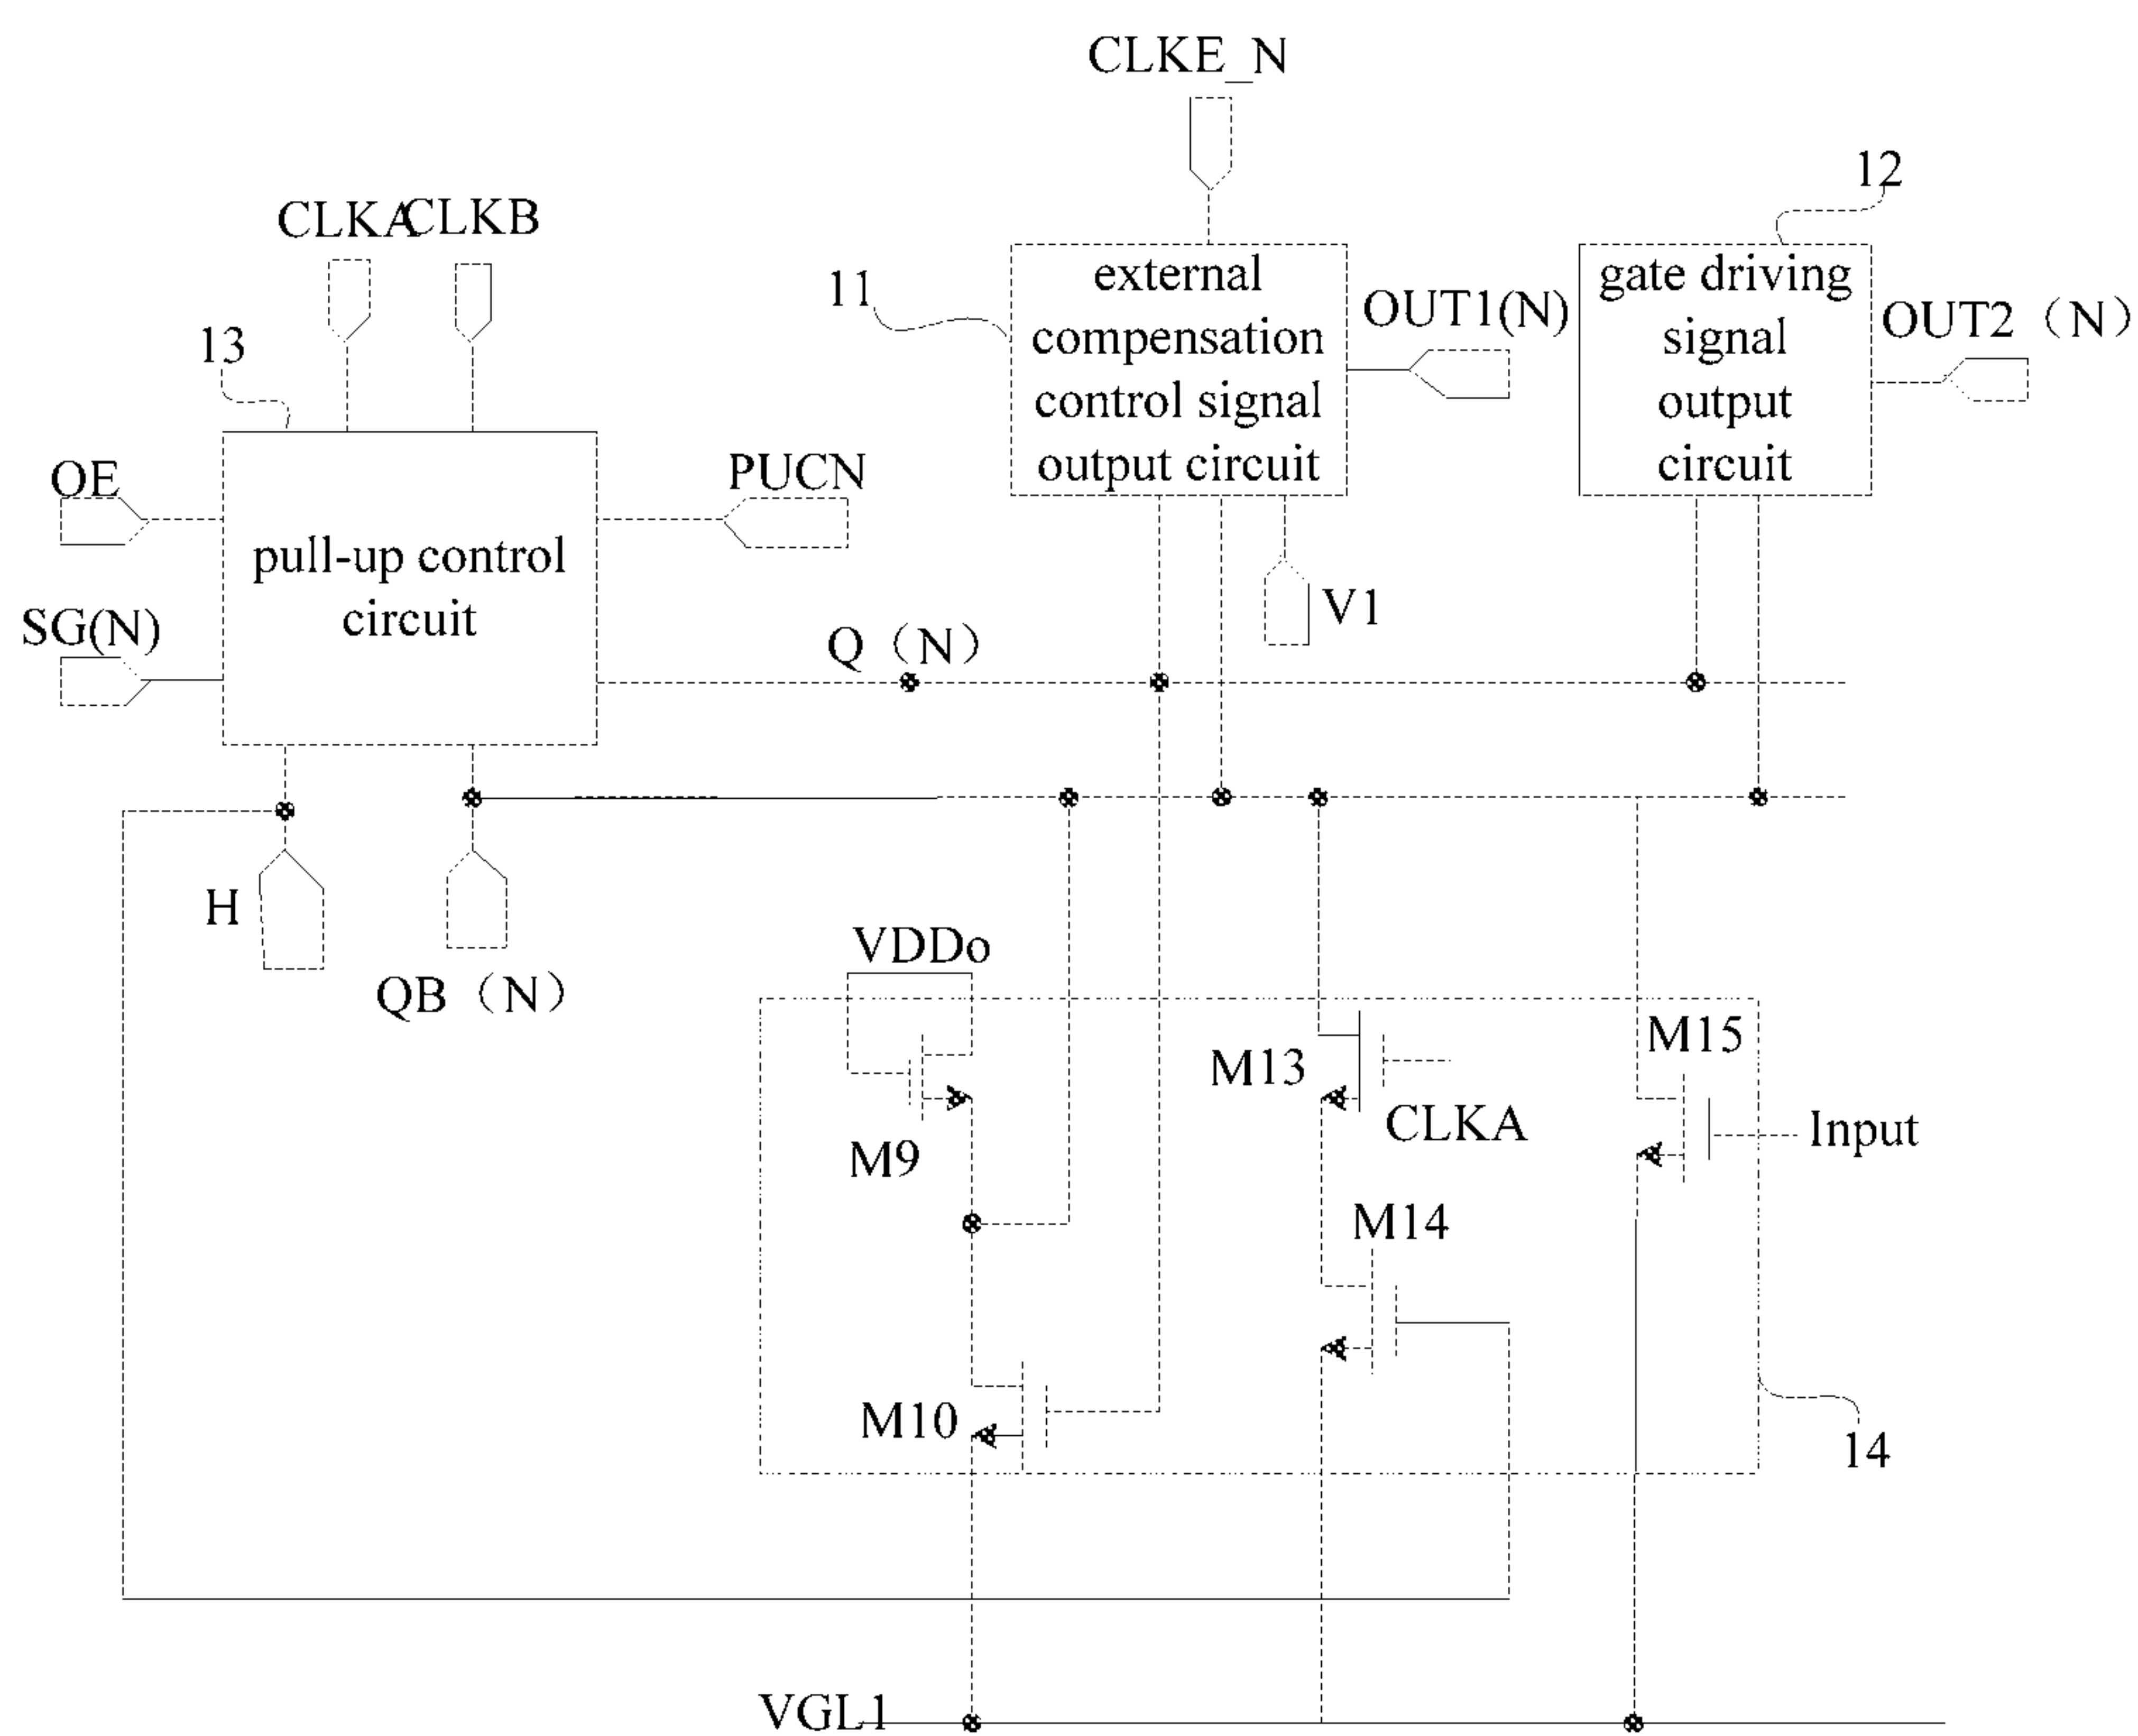 CLKE_N
12
CLKA
CLKB
11
external
compensation
control signal
output circuit
OUT1(N)
gate driving
signal
output
circuit
OUT2（N）
13
OE
PUCN
pull-up control
circuit
SG(N)
V1
Q（N）
H
QB（N）
VDDo
M15
M13
CLKA
Input
M9
M14
M10
14
VGL1